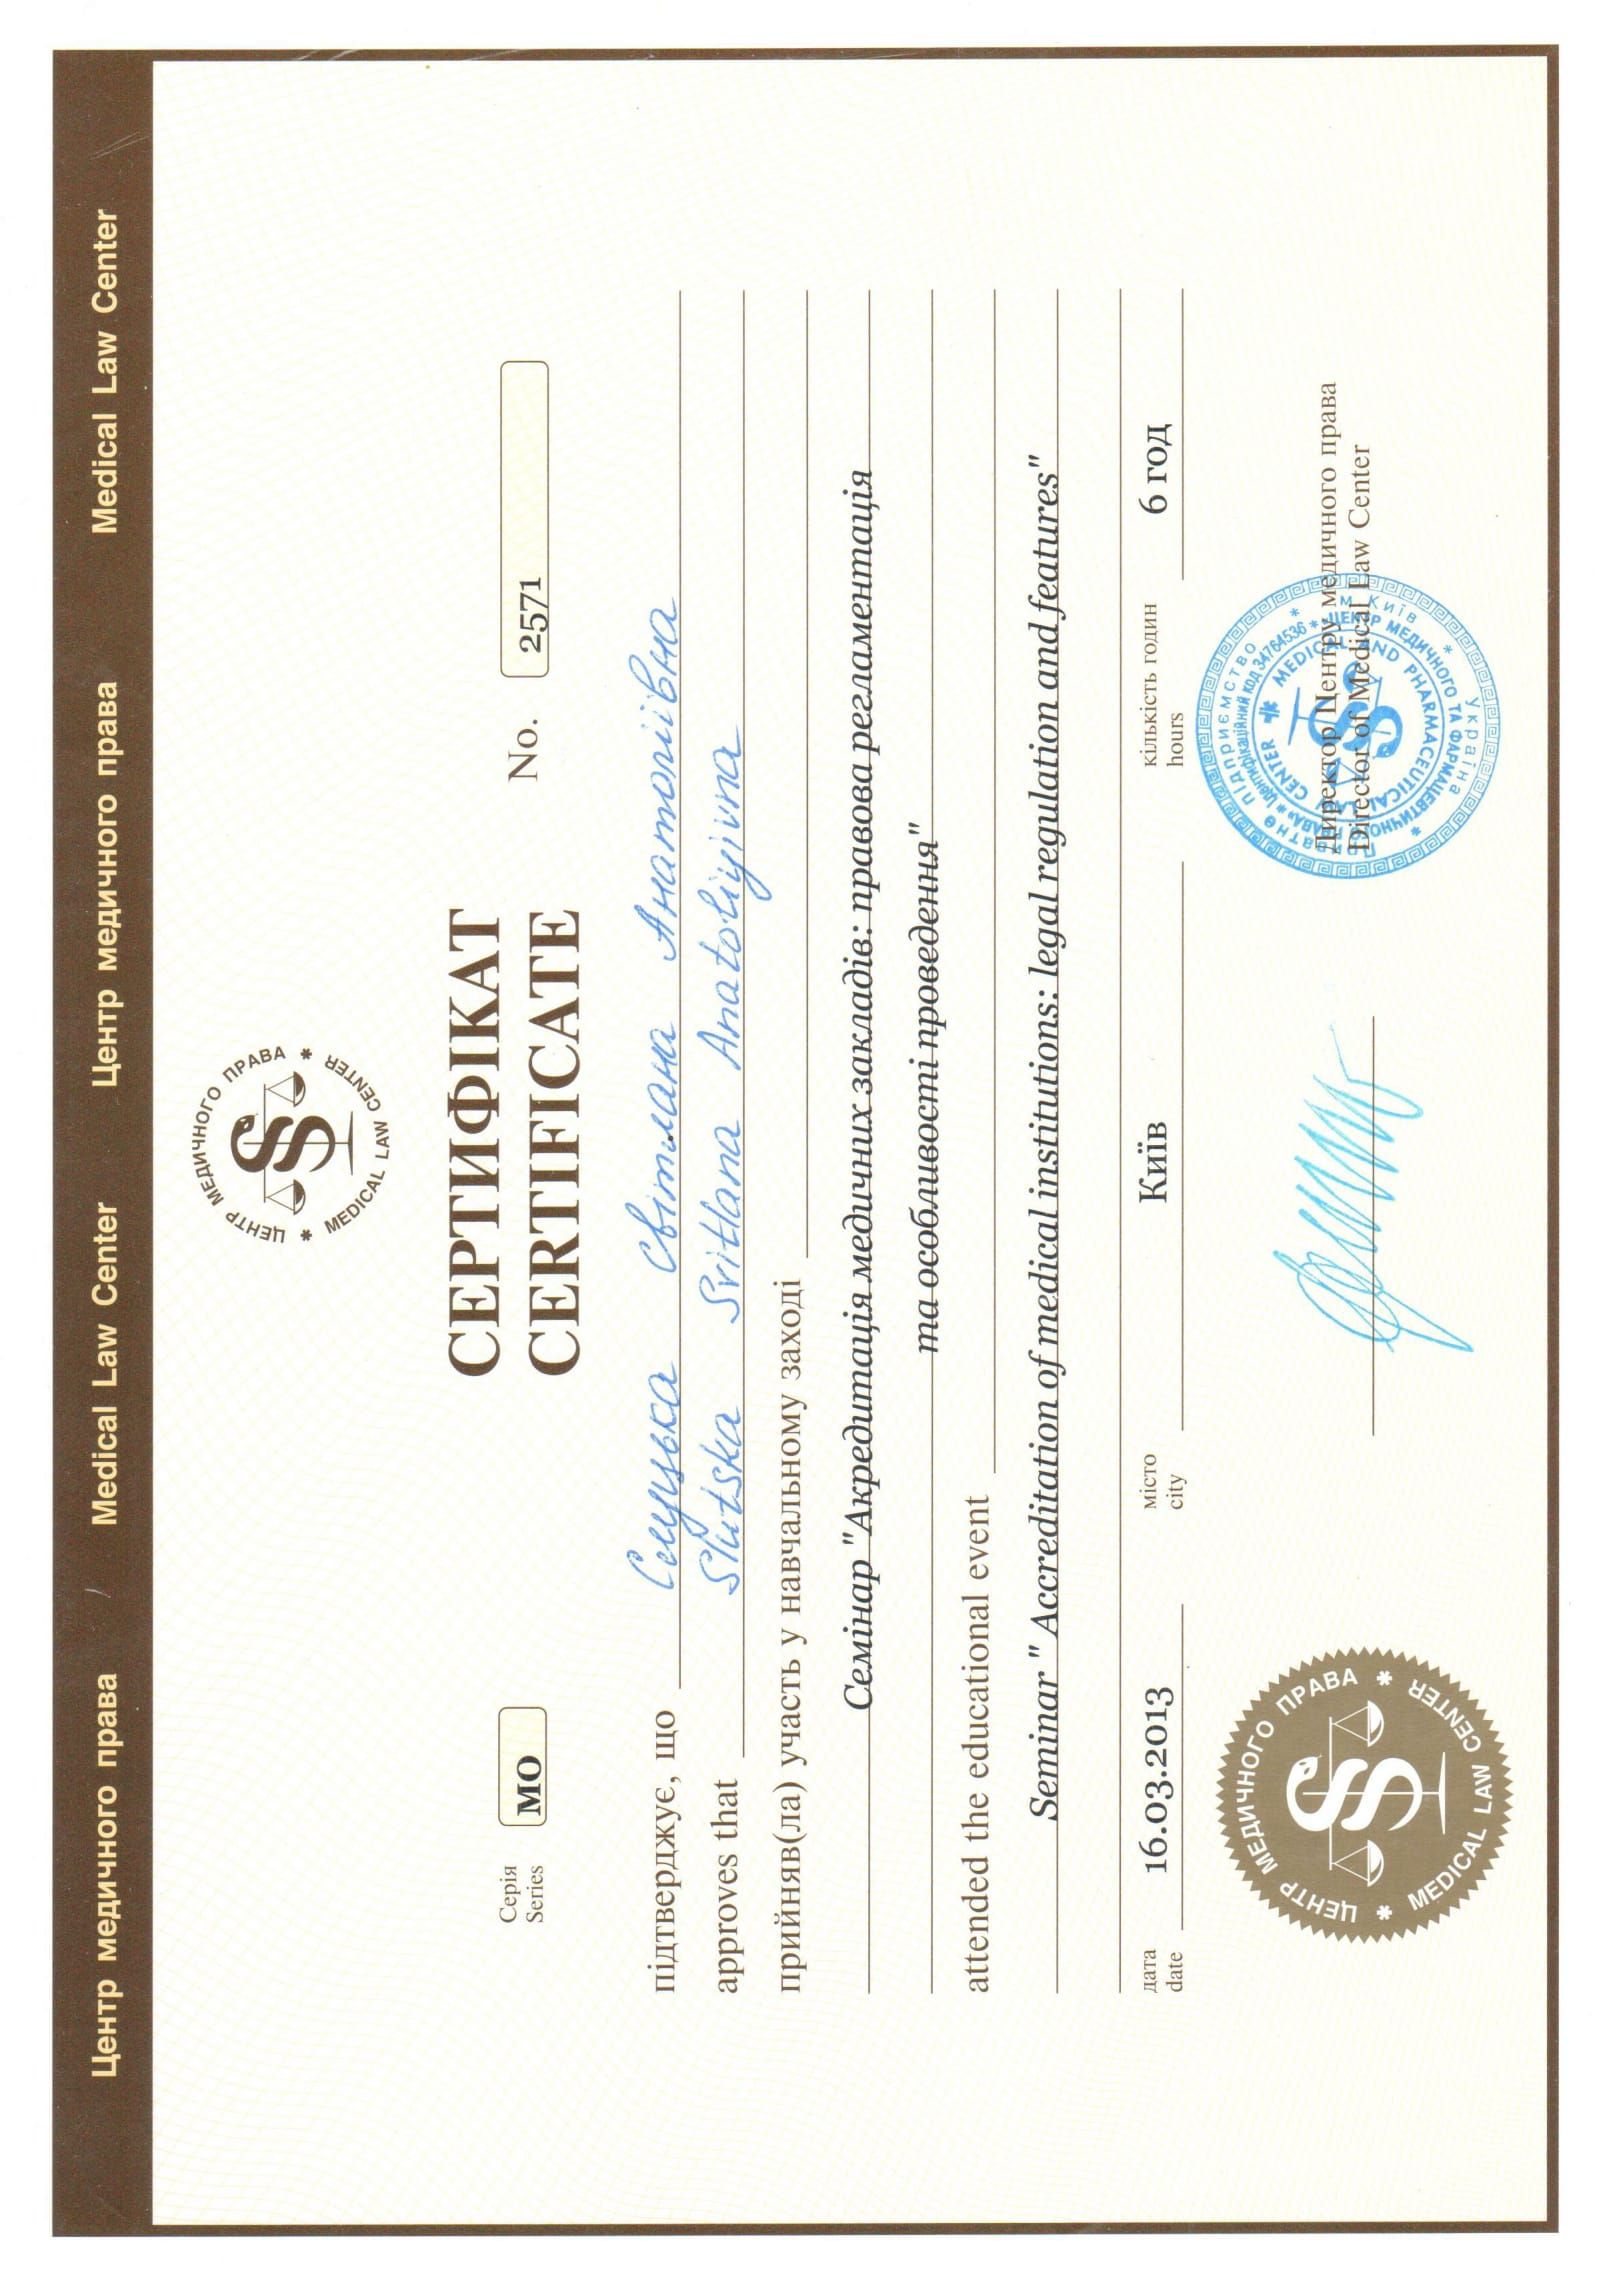 Центр медичного права Medical Law Center Центр медичного права Medical Law Center
ЦЕНТР МЕДИЧНОГО ПРАВА * MEDICAL LAW CENTER *
СЕРТИФІКАТ
CERTIFICATE
Серія
Series
МО
No. 2571
підтверджує, що Слуцька Світлана Анатоліївна
approves that Slutska Svitlana Anatoliyivna
прийняв(ла) участь у навчальному заході
Семінар "Акредитація медичних закладів: правова регламентація
та особливості проведення"
attended the educational event
Seminar " Accreditation of medical institutions: legal regulation and features"
дата
date
16.03.2013
місто
city
Київ
кількість годин
hours
6 год
ЦЕНТР МЕДИЧНОГО ПРАВА * MEDICAL LAW CENTER *
Директор Центру медичного права
Director of Medical Law Center
Приватне підприємство * м.Київ * Україна *
ЦЕНТР МЕДИЧНОГО ТА ФАРМАЦЕВТИЧНОГО ПРАВА» * Ідентифікаційний код 34764536 *
MEDICAL AND PHARMACEUTICAL LAW CENTER